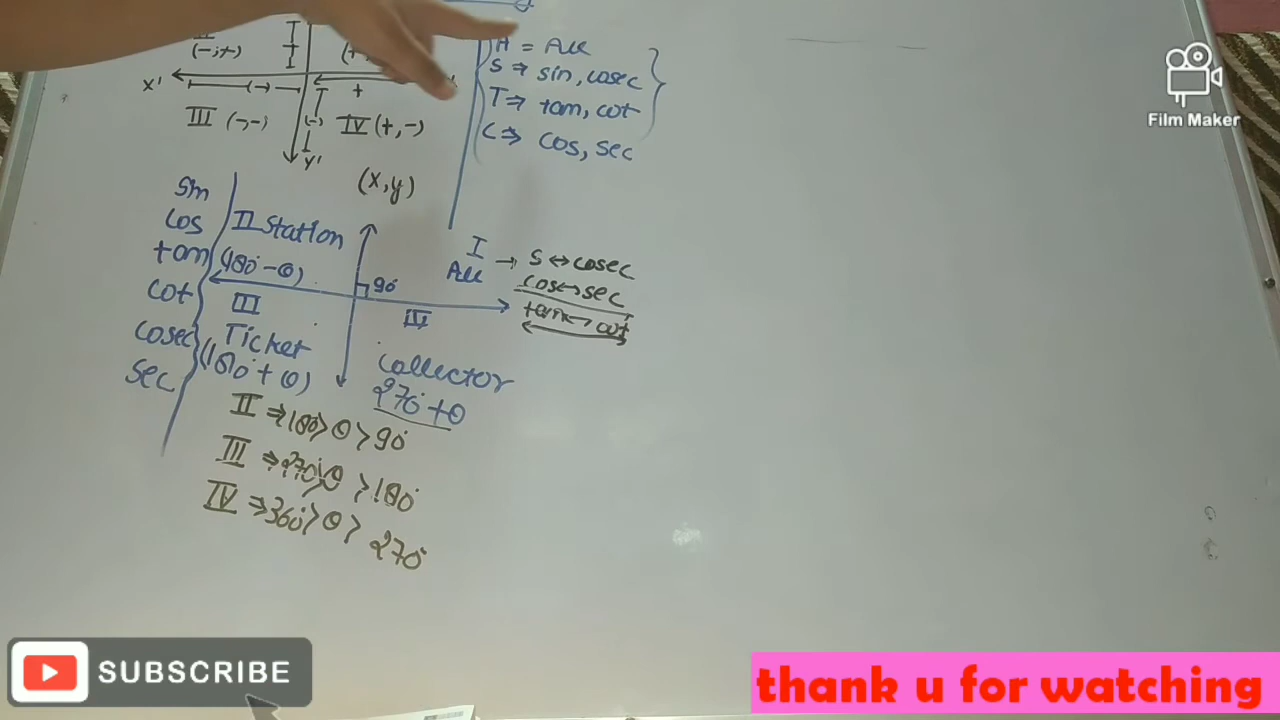 (-,+)
X'
(-)
+
III (-,-)
(-)
IV (+,-)
Y'
(x,y)
A = All
S ⇒ sin, cosec
T ⇒ tan, cot
C ⇒ cos, sec
sin
cos
tan
cot
cosec
sec
II Station
(180°-θ)
90°
I
All
→ S ↔ cosec
cos ↔ sec
tan ↔ cot
III
Ticket
(180°+θ)
IV
Collector
270°+θ
II ⇒ 180°>θ>90°
III ⇒ 270°>θ>180°
IV ⇒ 360°>θ>
270°
Film Maker
SUBSCRIBE
thank u for watching